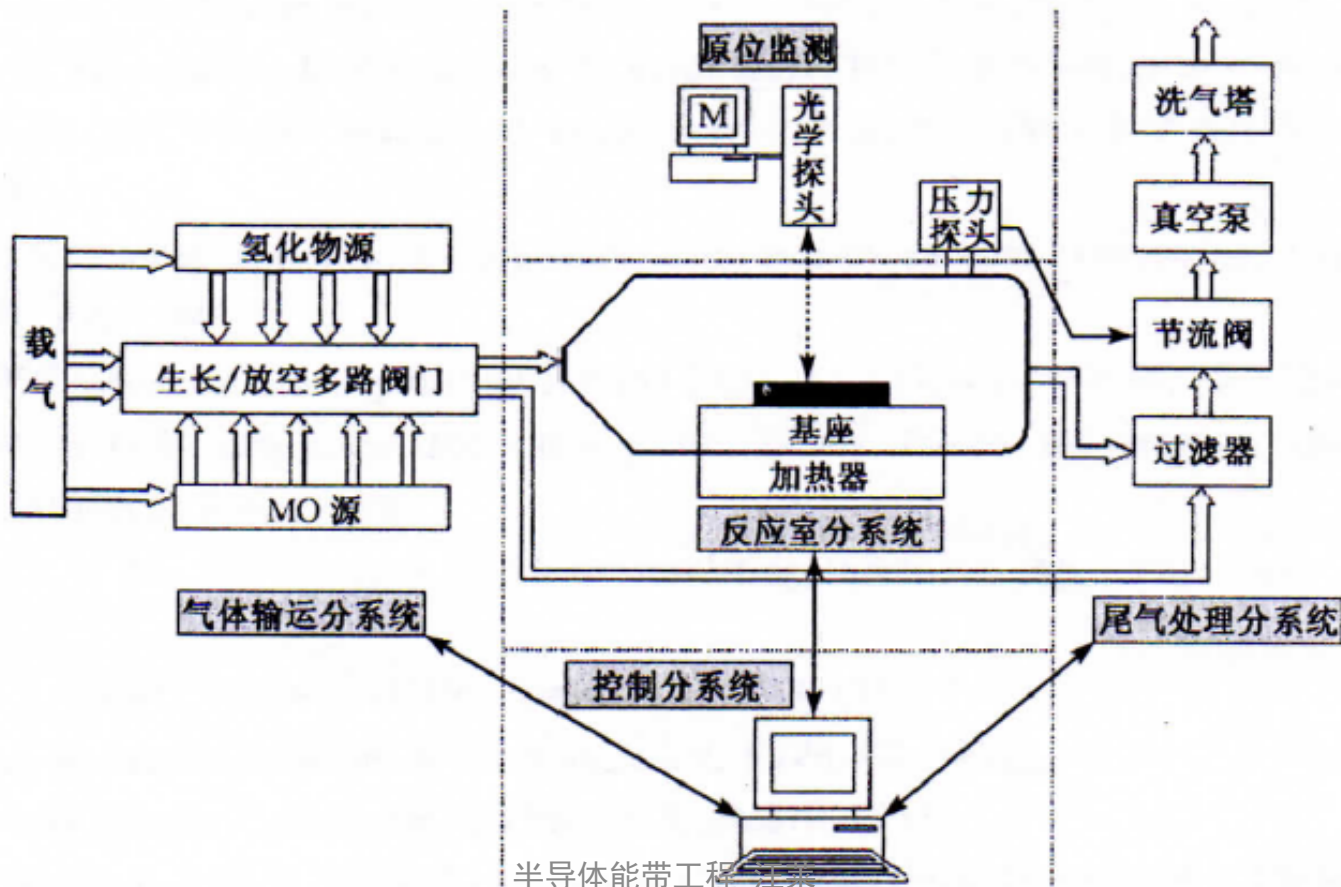 原位监测
M
光学探头
洗气塔
真空泵
压力
探头
氢化物源
载气
节流阀
生长/放空多路阀门
基座
加热器
过滤器
MO 源
反应室分系统
气体输运分系统
尾气处理分系统
控制分系统
半导体能带工程